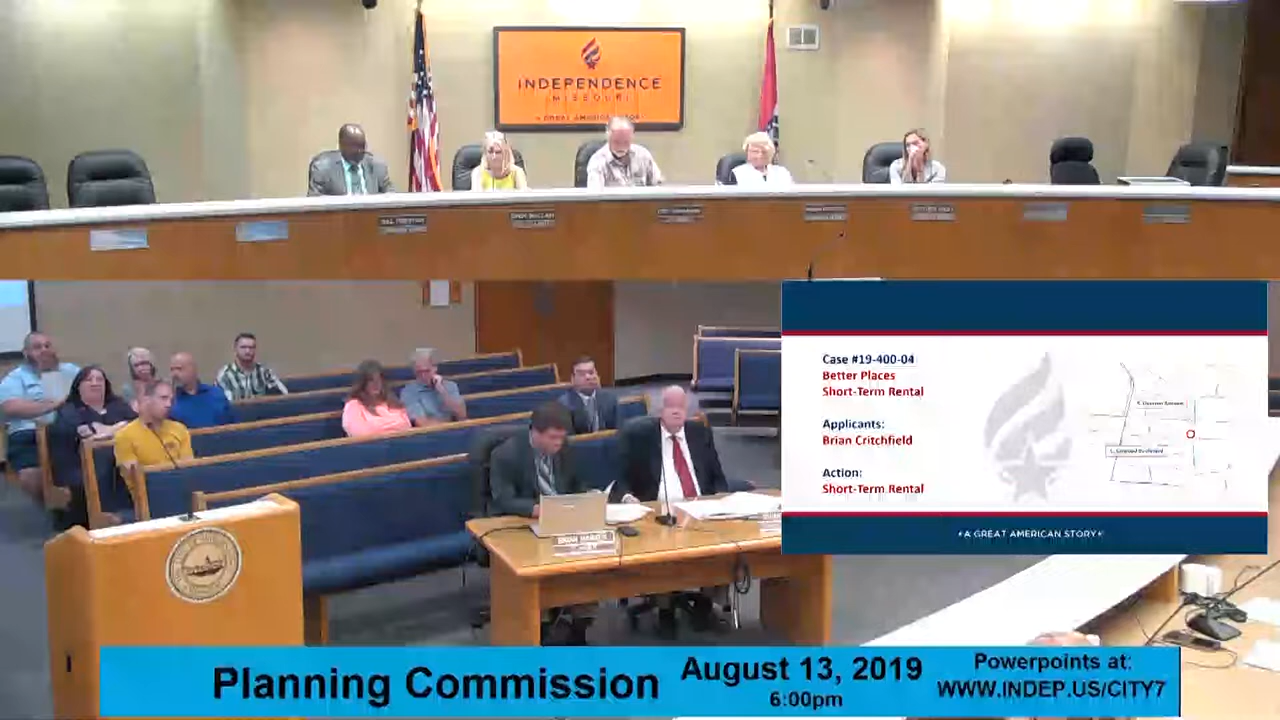 INDEPENDENCE
MISSOURI
Case #19-400-04
Better Places
Short-Term Rental
Applicants:
Brian Critchfield
Action:
Short-Term Rental
•A GREAT AMERICAN STORY•
Planning Commission
August 13, 2019
6:00pm
Powerpoints at:
WWW.INDEP.US/CITY7